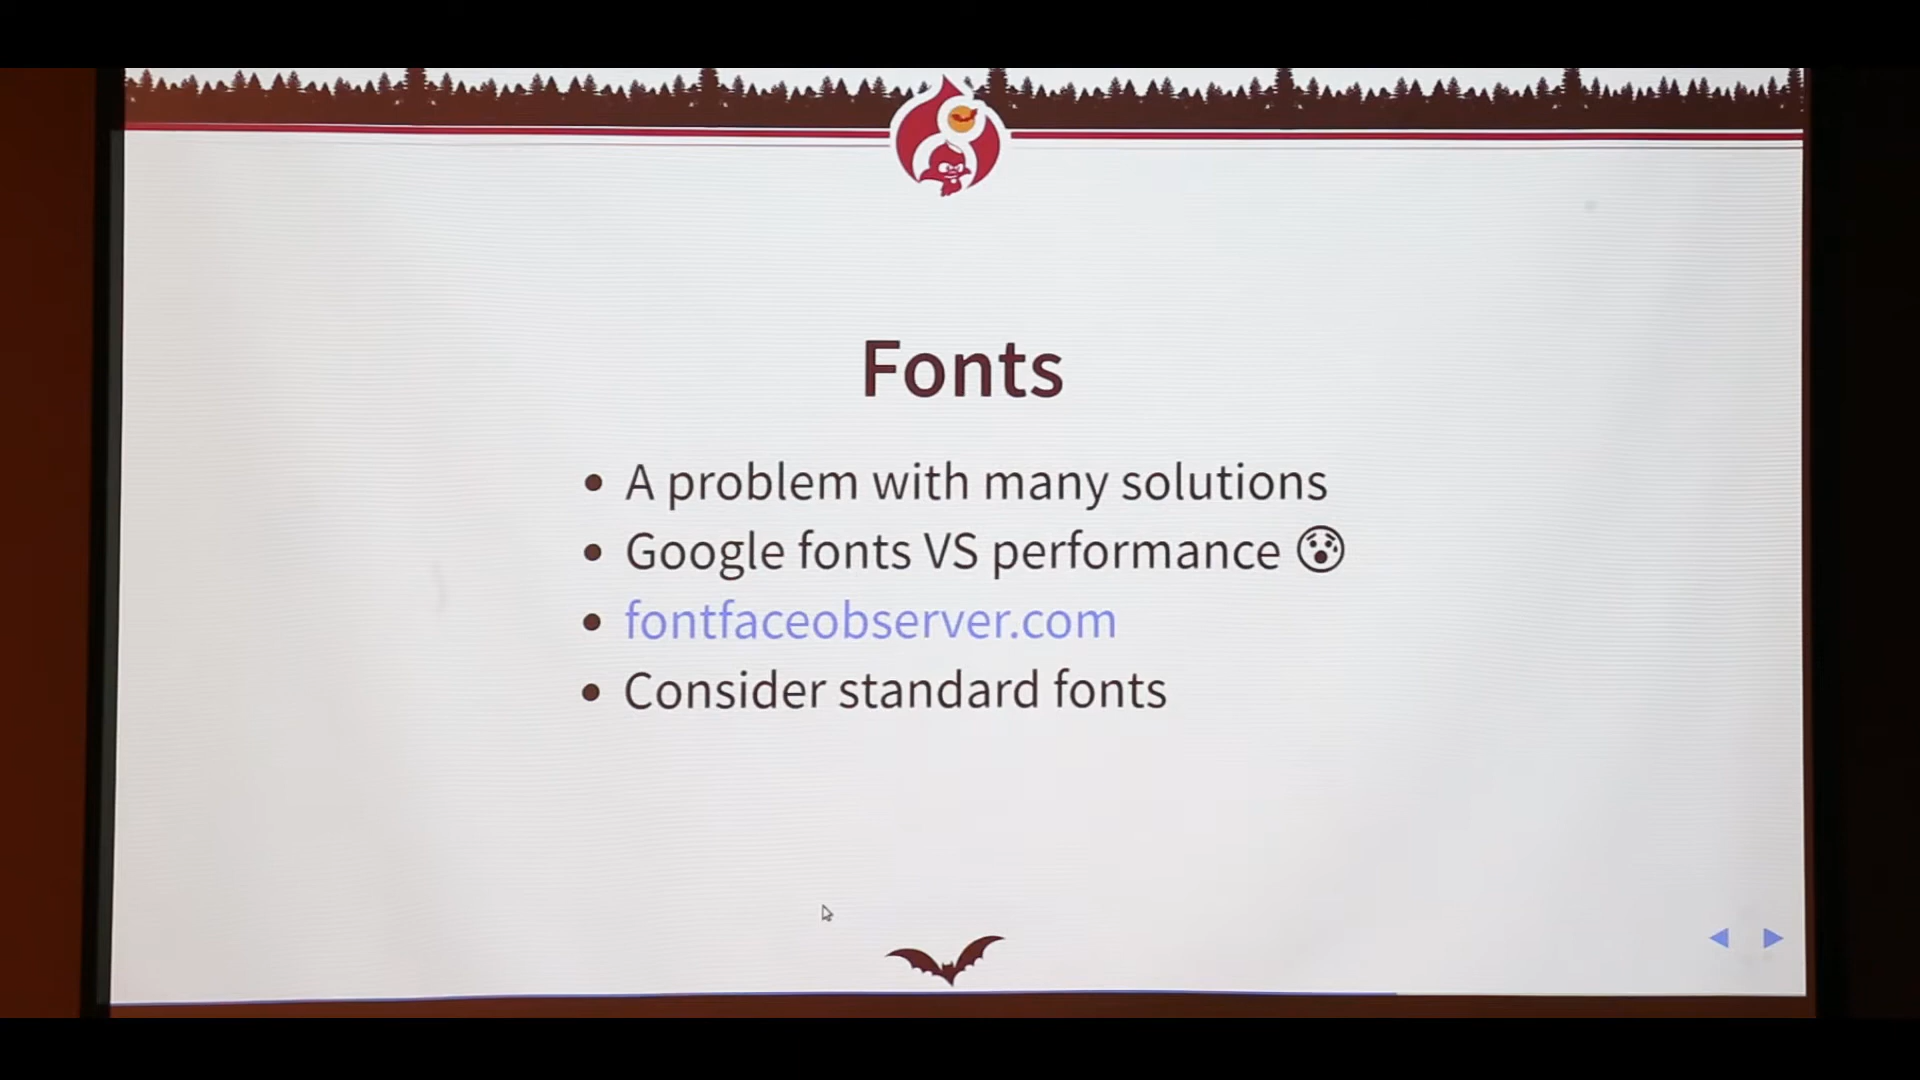 Fonts
A problem with many solutions
Google fonts VS performance 😰
fontfaceobserver.com
Consider standard fonts